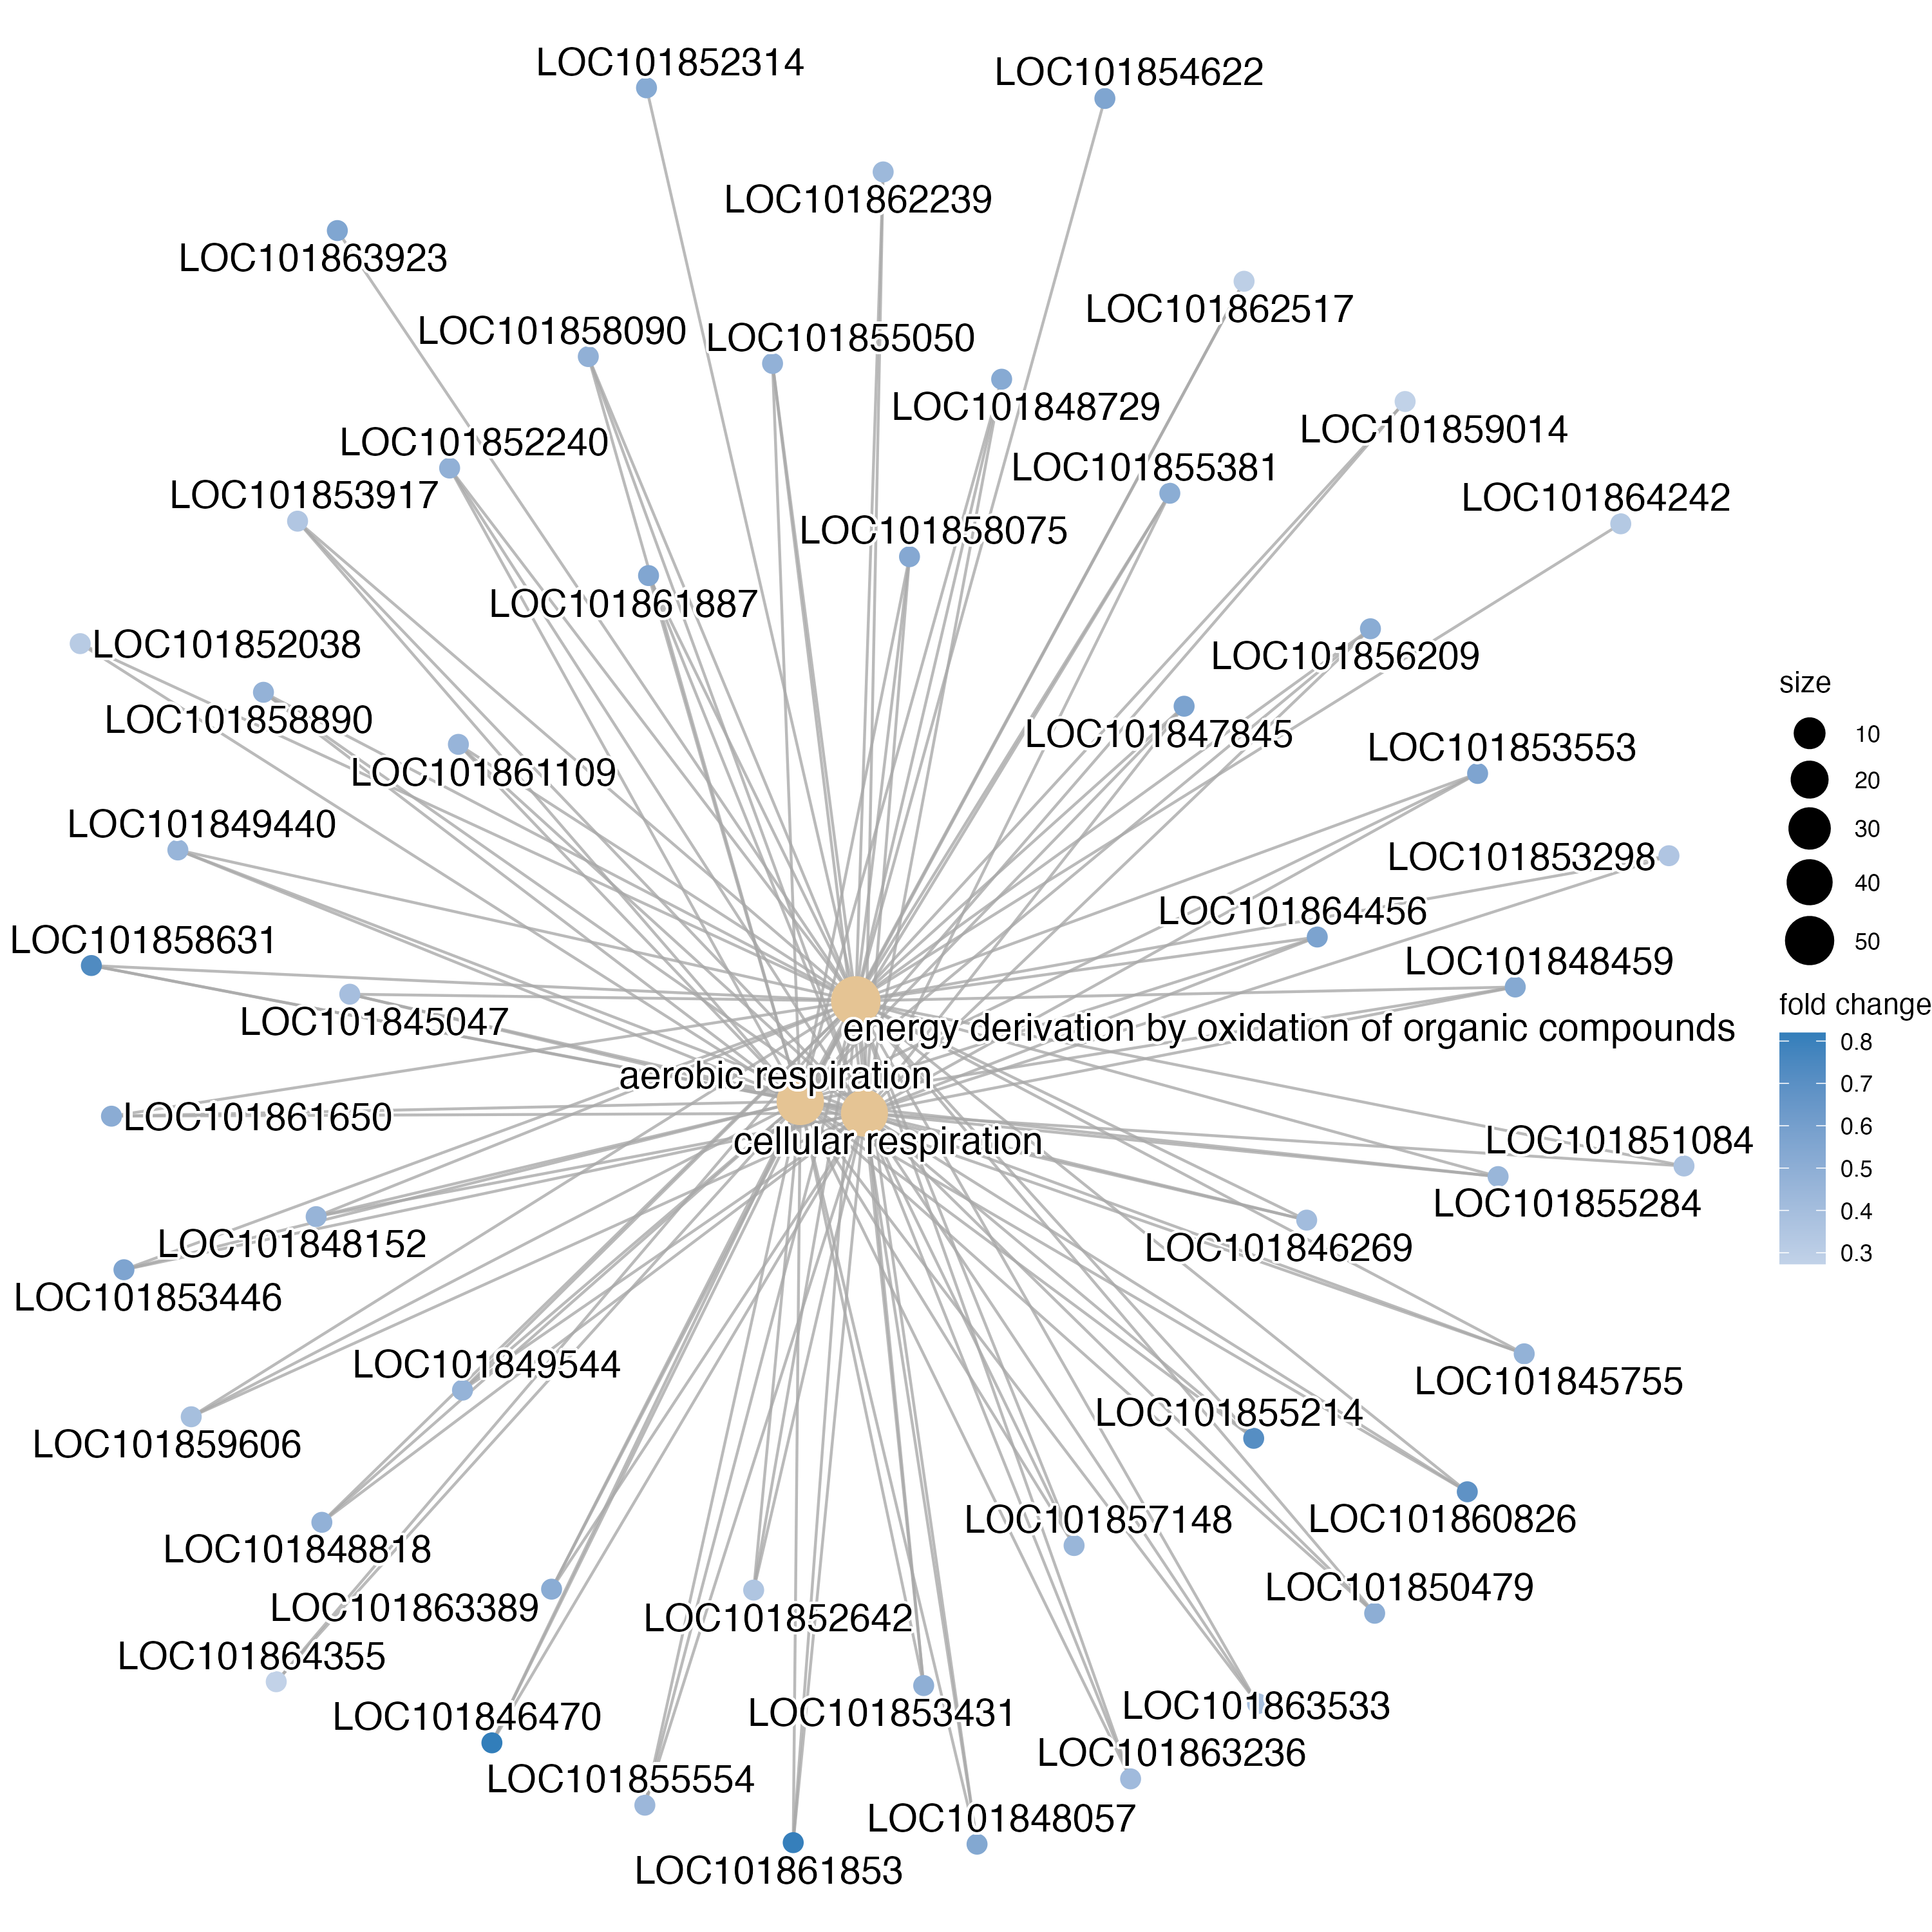 LOC101852314
LOC101854622
LOC101862239
LOC101863923
LOC101862517
LOC101858090
LOC101855050
LOC101848729
LOC101859014
LOC101852240
LOC101855381
LOC101853917
LOC101864242
LOC101858075
LOC101861887
LOC101852038
LOC101856209
LOC101858890
LOC101847845
LOC101853553
LOC101861109
LOC101849440
LOC101853298
LOC101864456
LOC101858631
LOC101848459
LOC101845047
energy derivation by oxidation of organic compounds
aerobic respiration
LOC101861650
cellular respiration
LOC101851084
LOC101855284
LOC101848152
LOC101846269
LOC101853446
LOC101849544
LOC101845755
LOC101855214
LOC101859606
LOC101857148
LOC101860826
LOC101848818
LOC101850479
LOC101863389
LOC101852642
LOC101864355
LOC101863533
LOC101853431
LOC101846470
LOC101863236
LOC101855554
LOC101848057
LOC101861853
size
10
20
30
40
50
fold change
0.8
0.7
0.6
0.5
0.4
0.3